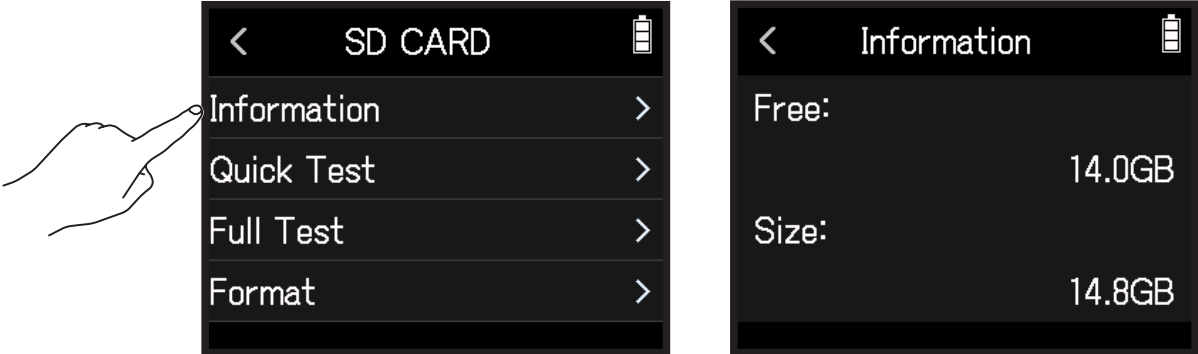 SD CARD
Information
Quick Test
Full Test
Format
Information
Free:
14.0GB
Size:
14.8GB